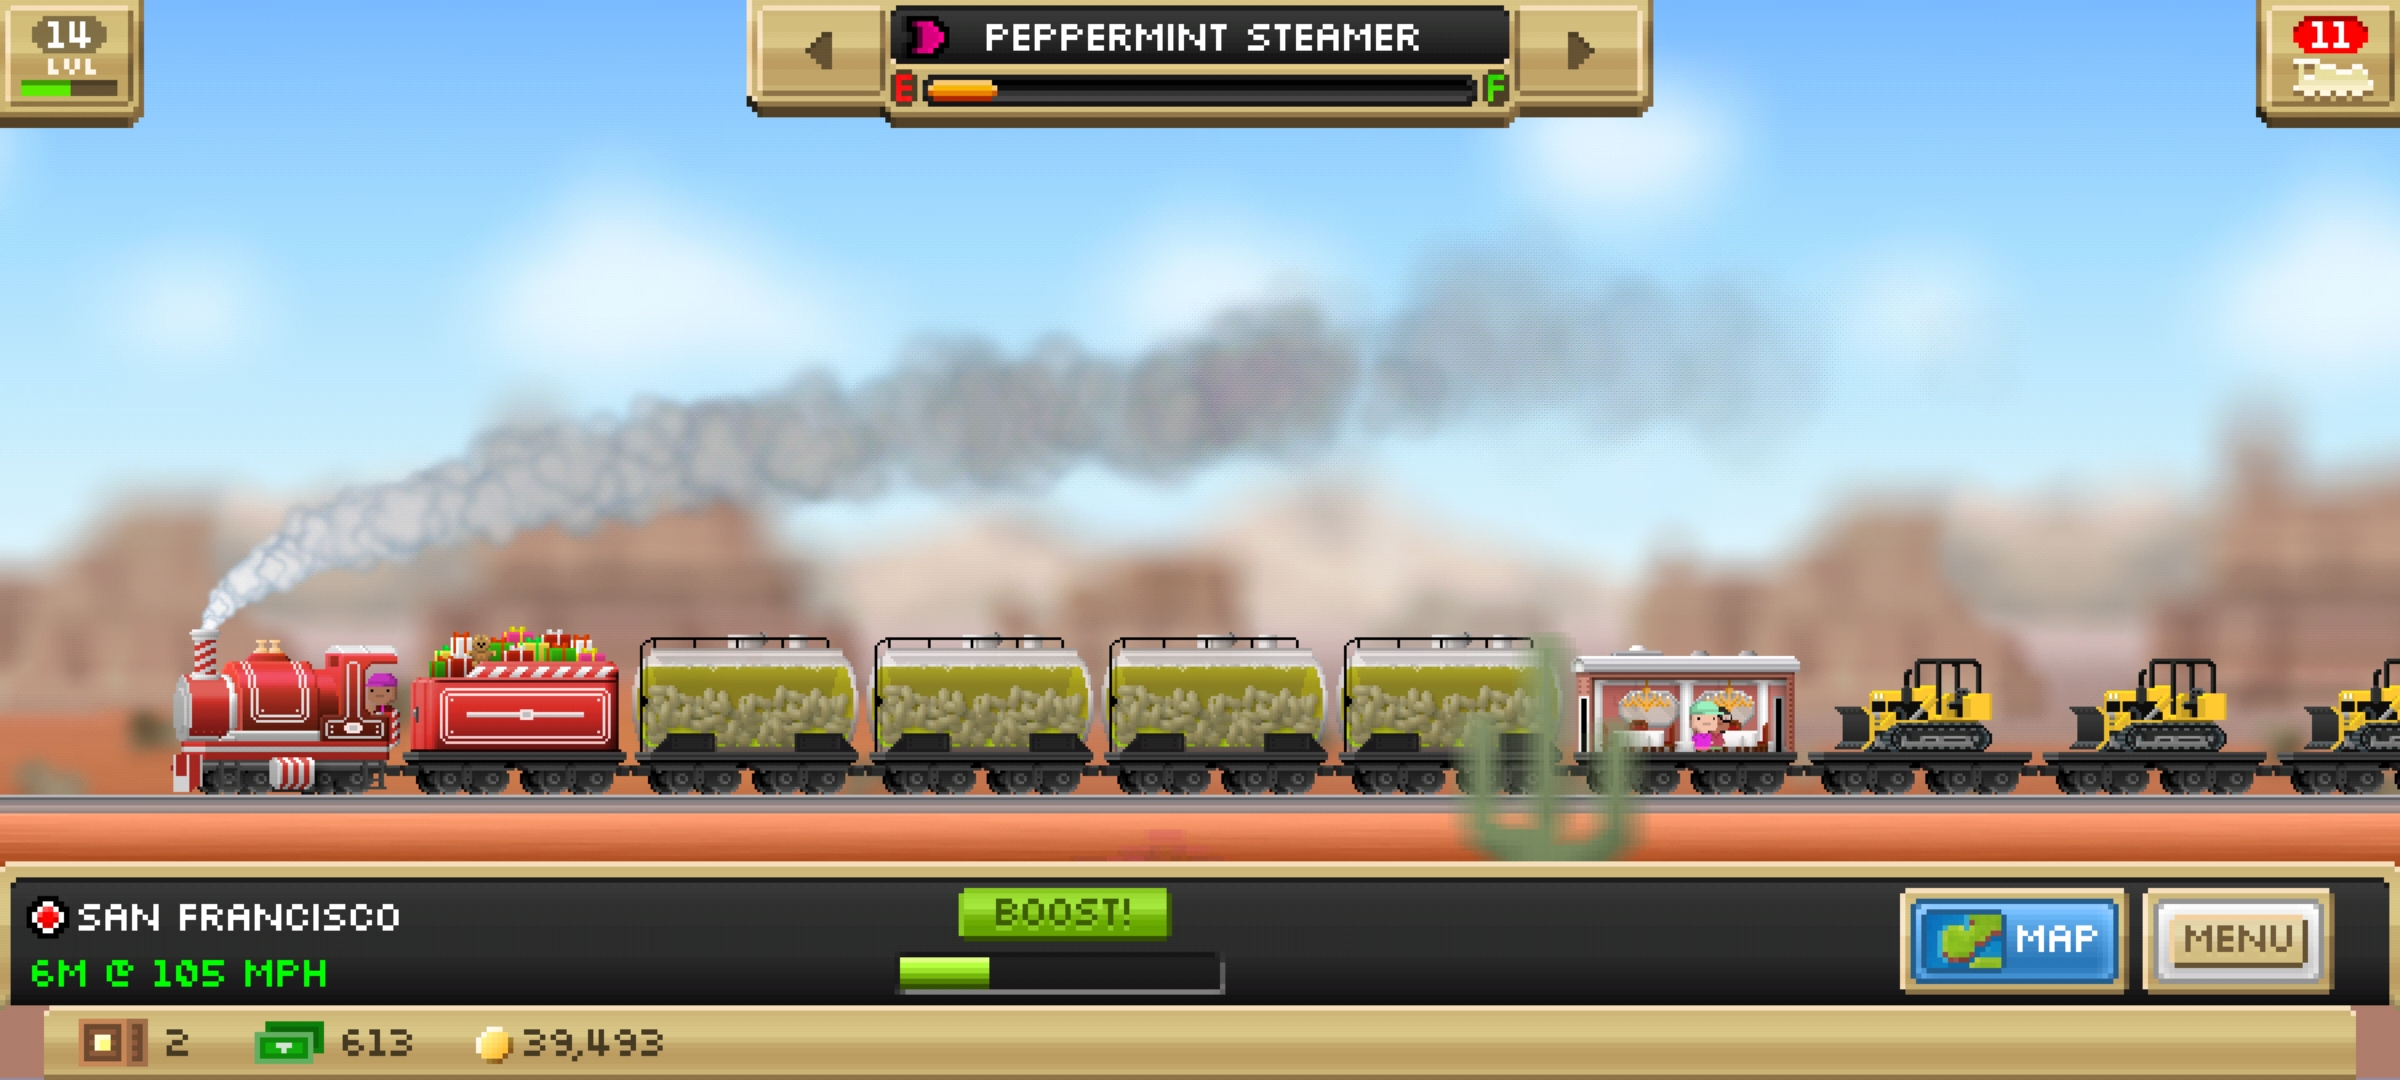 14
LVL
PEPPERMINT STEAMER
E F
11
SAN FRANCISCO
6M @ 105 MPH
BOOST!
MAP
MENU
2 613 39,493